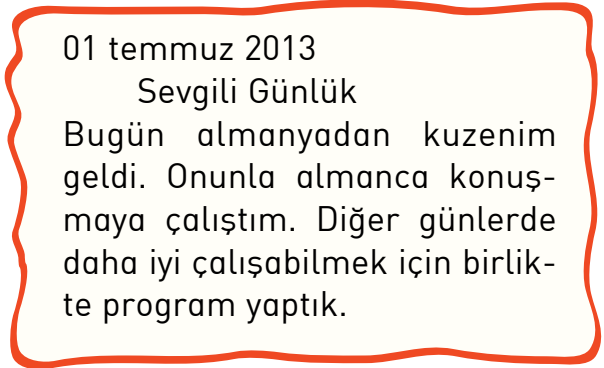 01 temmuz 2013
Sevgili Günlük
Bugün almanyadan kuzenim
geldi. Onunla almanca konuş-
maya çalıştım. Diğer günlerde
daha iyi çalışabilmek için birlik-
te program yaptık.